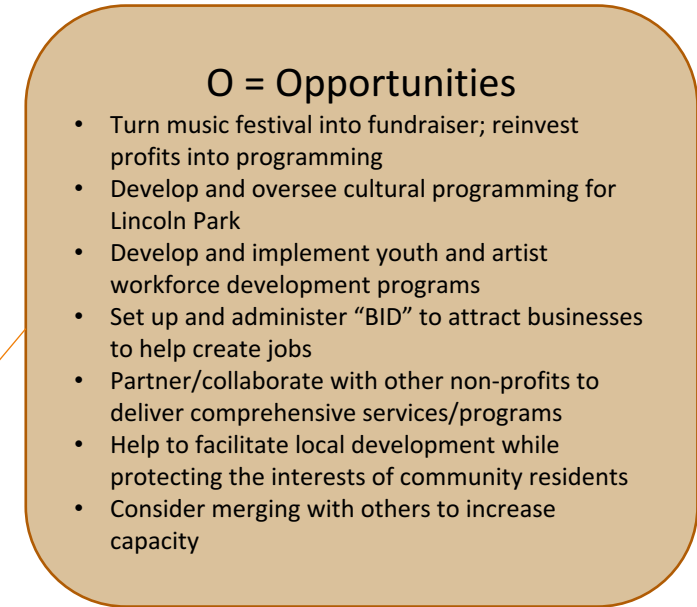 O = Opportunities
• Turn music festival into fundraiser; reinvest
profits into programming
• Develop and oversee cultural programming for
Lincoln Park
• Develop and implement youth and artist
workforce development programs
• Set up and administer “BID” to attract businesses
to help create jobs
• Partner/collaborate with other non-profits to
deliver comprehensive services/programs
• Help to facilitate local development while
protecting the interests of community residents
• Consider merging with others to increase
capacity